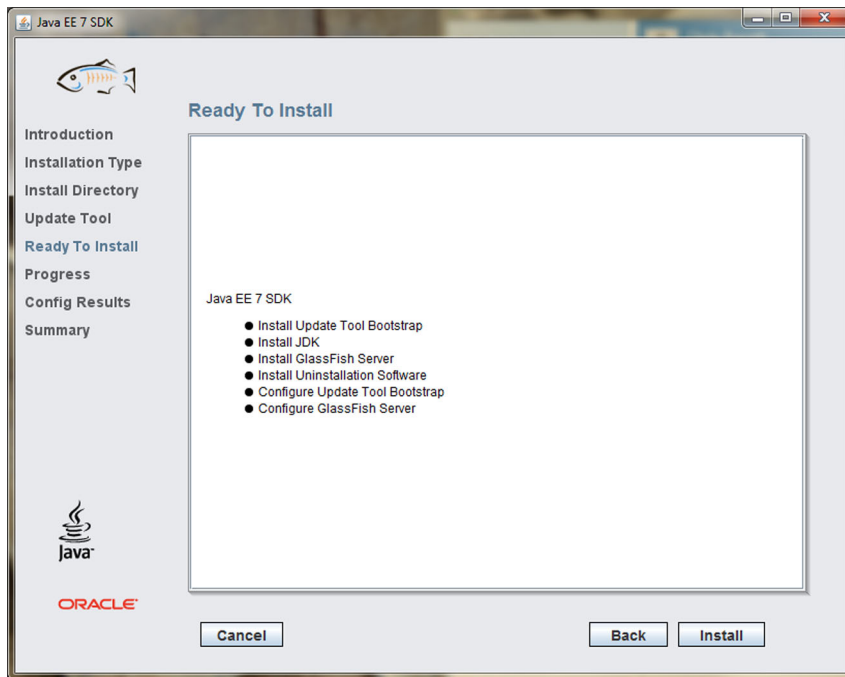 Java EE 7 SDK
Ready To Install
Introduction
Installation Type
Install Directory
Update Tool
Ready To Install
Progress
Config Results
Summary
Java EE 7 SDK
● Install Update Tool Bootstrap
● Install JDK
● Install GlassFish Server
● Install Uninstallation Software
● Configure Update Tool Bootstrap
● Configure GlassFish Server
Java
ORACLE
Cancel
Back
Install